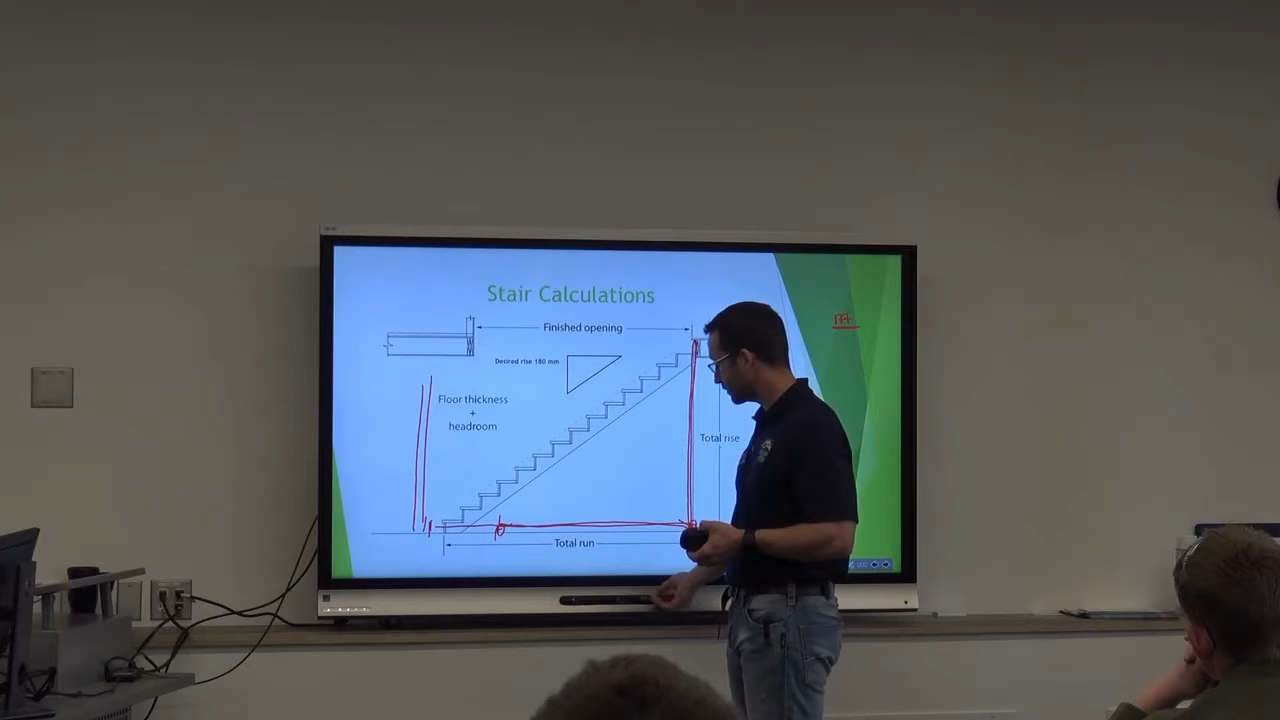 Stair Calculations
Finished opening
Desired rise 180 mm
Floor thickness
+
headroom
Total rise
Total run